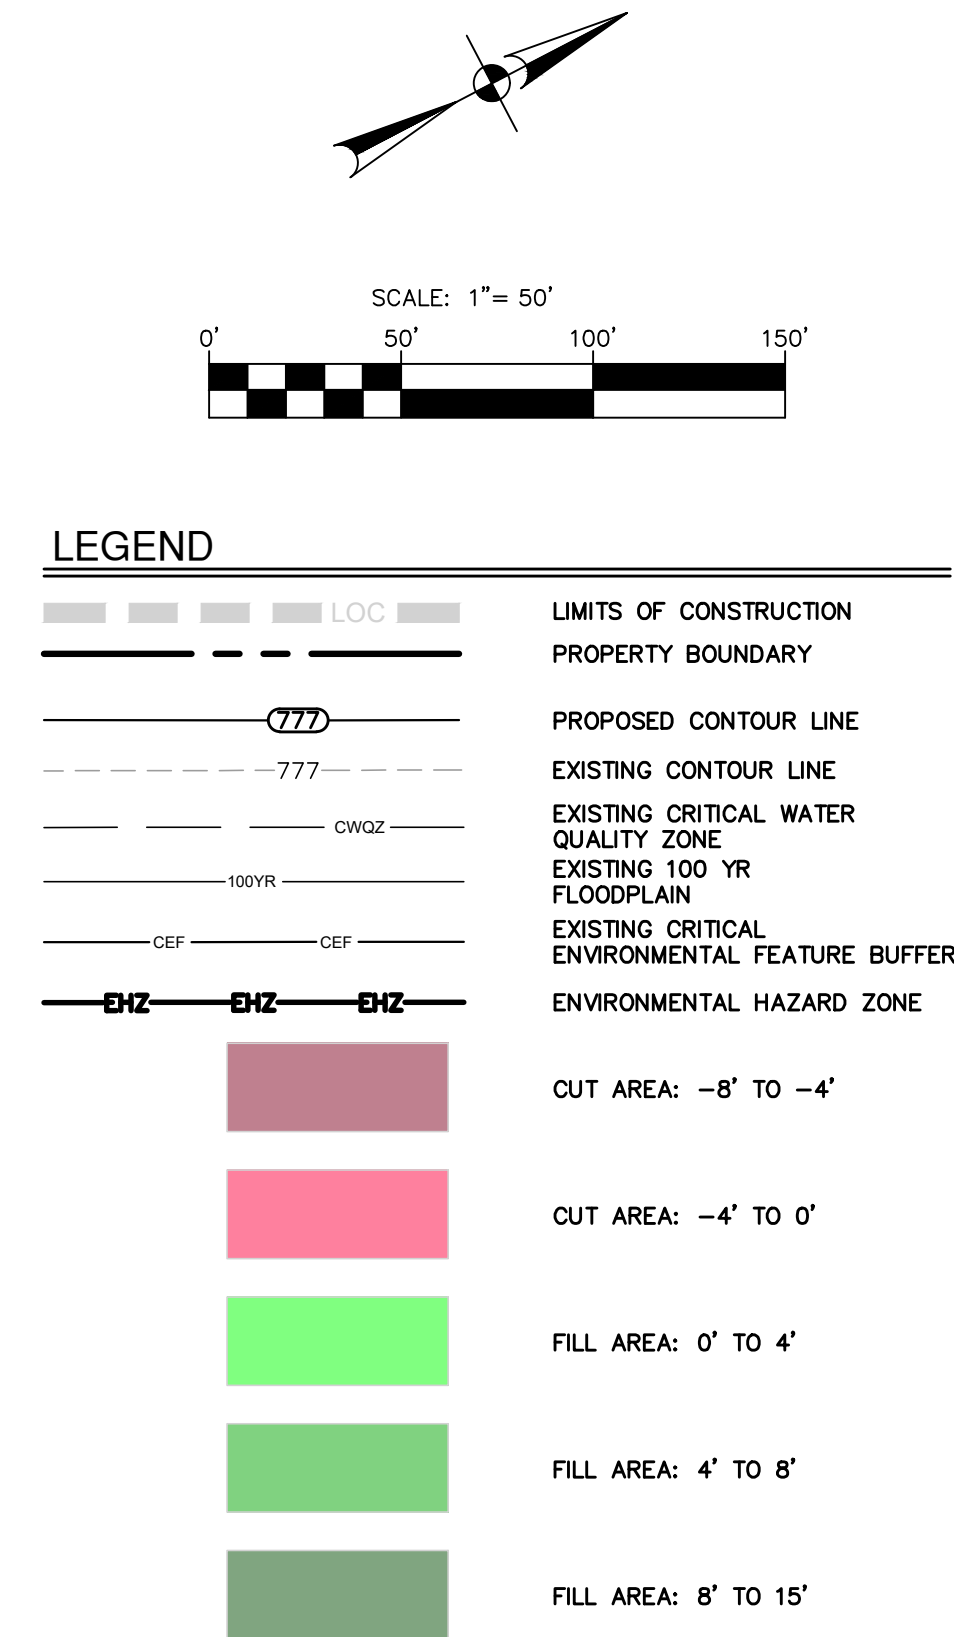 SCALE: 1"= 50'
0' 50' 100' 150'
LEGEND
LOC LIMITS OF CONSTRUCTION
PROPERTY BOUNDARY
777 PROPOSED CONTOUR LINE
777 EXISTING CONTOUR LINE
CWQZ EXISTING CRITICAL WATER
QUALITY ZONE
100YR EXISTING 100 YR
FLOODPLAIN
CEF CEF EXISTING CRITICAL
ENVIRONMENTAL FEATURE BUFFER
EHZ EHZ EHZ ENVIRONMENTAL HAZARD ZONE
CUT AREA: -8' TO -4'
CUT AREA: -4' TO 0'
FILL AREA: 0' TO 4'
FILL AREA: 4' TO 8'
FILL AREA: 8' TO 15'